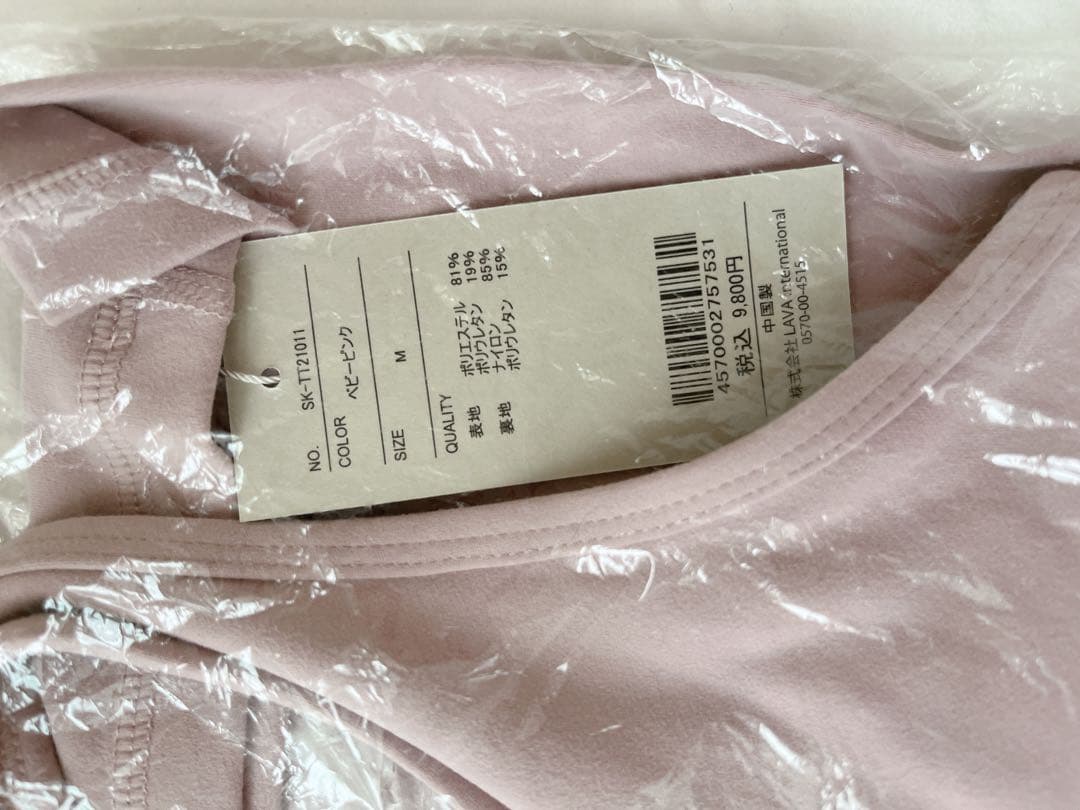 NO. SK-TT21011
COLOR
ベビーピンク
SIZE M
QUALITY
表地 ポリエステル 81%
ポリウレタン 19%
裏地 ナイロン 85%
ポリウレタン 15%
4570002757531
税込 9,800円
中国製
株式会社 LAVA International
0570-00-4515